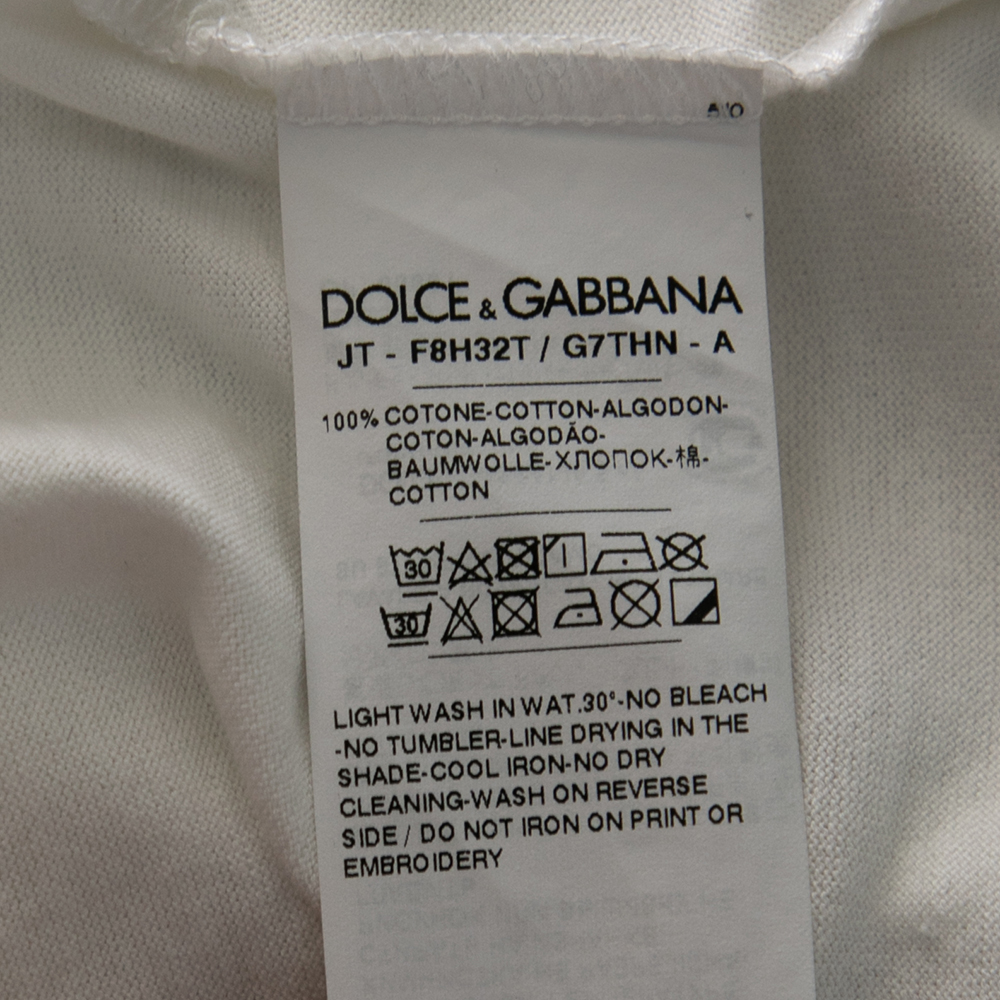 DOLCE & GABBANA
JT - F8H32T / G7THN - A
100% COTONE-COTTON-ALGODON-
COTON-ALGODÃO-
BAUMWOLLE-ХЛОПОК-棉-
COTTON
30
30
LIGHT WASH IN WAT.30°-NO BLEACH
-NO TUMBLER-LINE DRYING IN THE
SHADE-COOL IRON-NO DRY
CLEANING-WASH ON REVERSE
SIDE / DO NOT IRON ON PRINT OR
EMBROIDERY